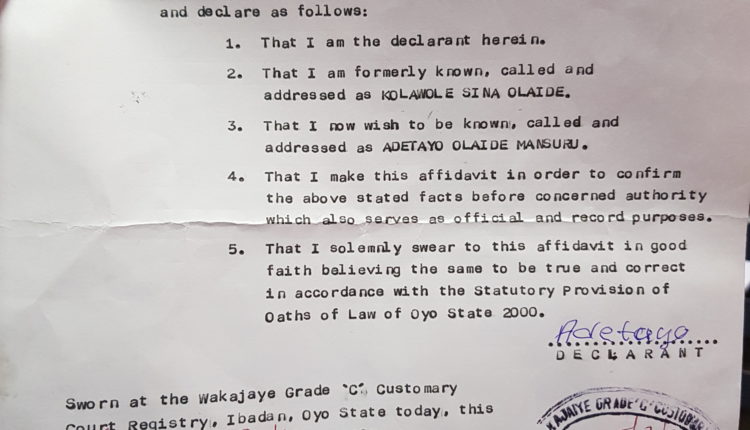 and declare as follows:
1. That I am the declarant herein.
2. That I am formerly known, called and
addressed as KOLAWOLE SINA OLAIDE.
3. That I now wish to be known, called and
addressed as ADETAYO OLAIDE MANSURU.
4. That I make this affidavit in order to confirm
the above stated facts before concerned authority
which also serves as official and record purposes.
5. That I solemnly swear to this affidavit in good
faith believing the same to be true and correct
in accordance with the Statutory Provision of
Oaths of Law of Oyo State 2000.
Adetayo
DECLARANT
Sworn at the Wakajaye Grade "C" Customary
Court Registry, Ibadan, Oyo State today, this
KAJAIYE GRADE 'C' CUSTOMAR